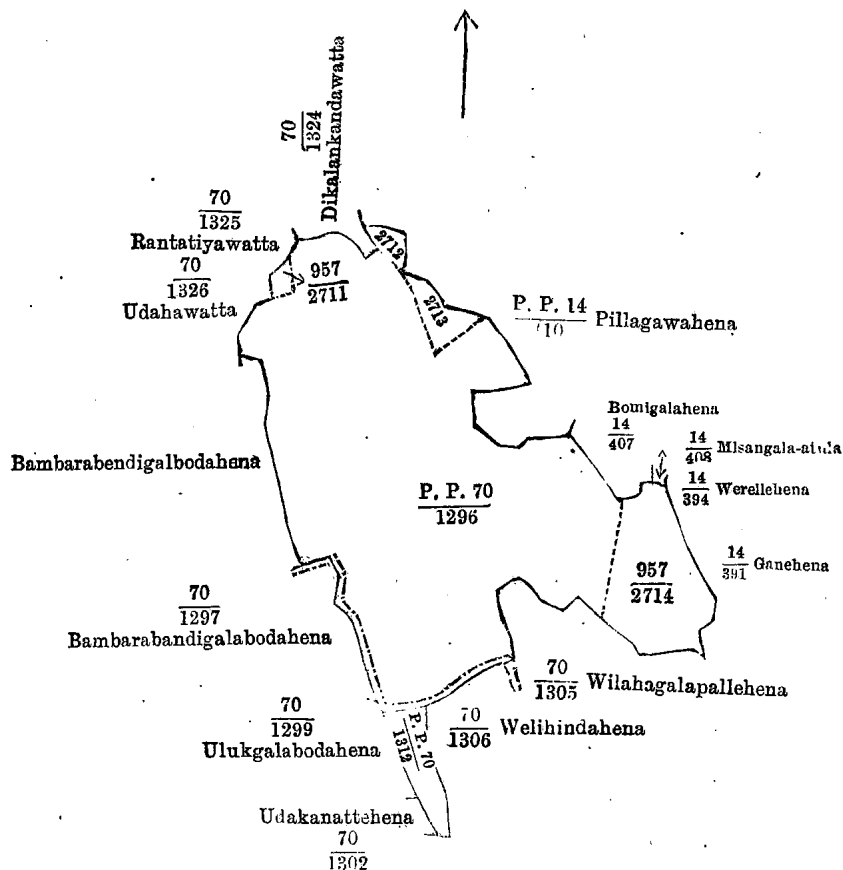 70
1324
Dikalankandawatta
70
1325
Rantatiyawatta
70
1326
Udahawatta
957
2711
2712
2713
P. P. 14
710
Pillagawahena
Bomigalahena
14
407
14
408
14
394
Werellehena
Bambarabendigalbodahena
P. P. 70
1296
14
391
Ganehena
957
2714
70
1297
Bambarabandigalabodahena
70
1305
Wilahagalapallehena
70
1299
Ulukgalabodahena
P. P. 70
1312
70
1306
Welihindahena
Udakanattehena
70
1302